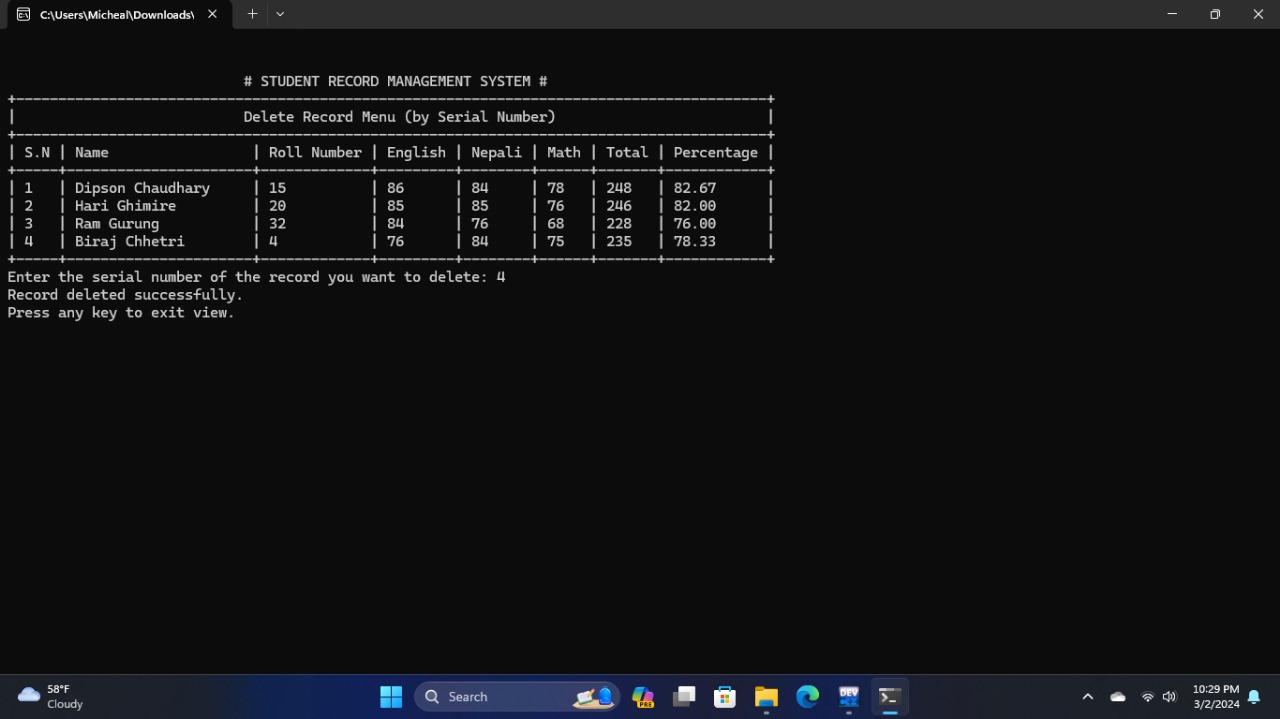 C:\Users\Micheal\Downloads\
# STUDENT RECORD MANAGEMENT SYSTEM #
Delete Record Menu (by Serial Number)
| S.N | Name | Roll Number | English | Nepali | Math | Total | Percentage |
| 1 | Dipson Chaudhary | 15 | 86 | 84 | 78 | 248 | 82.67 |
| 2 | Hari Ghimire | 20 | 85 | 85 | 76 | 246 | 82.00 |
| 3 | Ram Gurung | 32 | 84 | 76 | 68 | 228 | 76.00 |
| 4 | Biraj Chhetri | 4 | 76 | 84 | 75 | 235 | 78.33 |
Enter the serial number of the record you want to delete: 4
Record deleted successfully.
Press any key to exit view.
58°F
Cloudy
Search
PRE
DEV
10:29 PM
3/2/2024